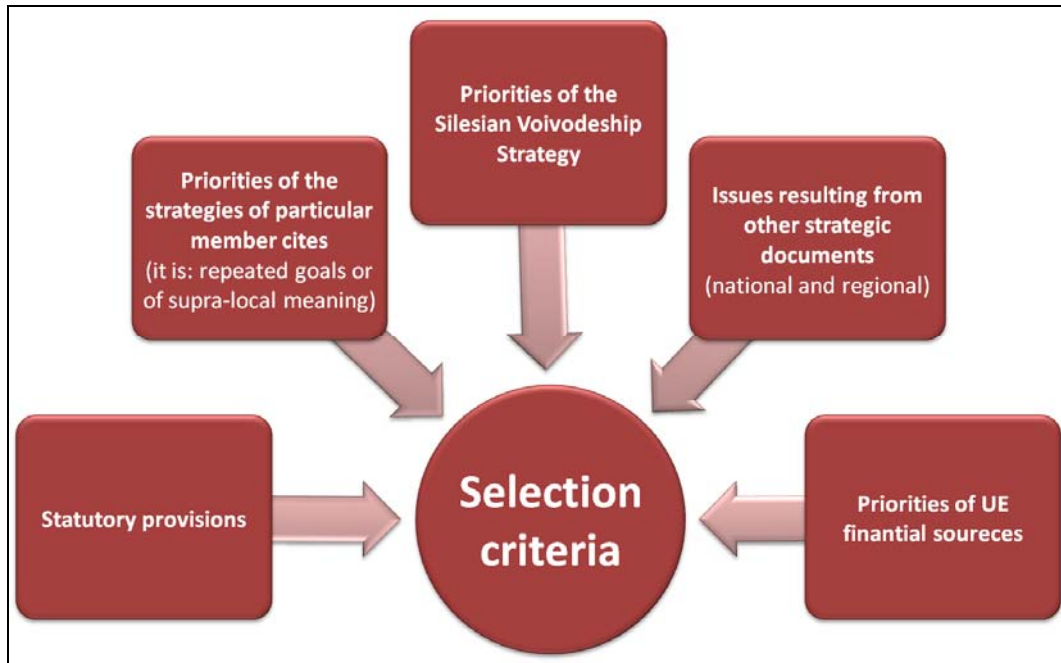 Priorities of the
Silesian Voivodeship
Strategy
Priorities of the
strategies of particular
member cites
(it is: repeated goals or
of supra-local meaning)
Issues resulting from
other strategic
documents
(national and regional)
Statutory provisions
Selection
criteria
Priorities of UE
finantial soureces